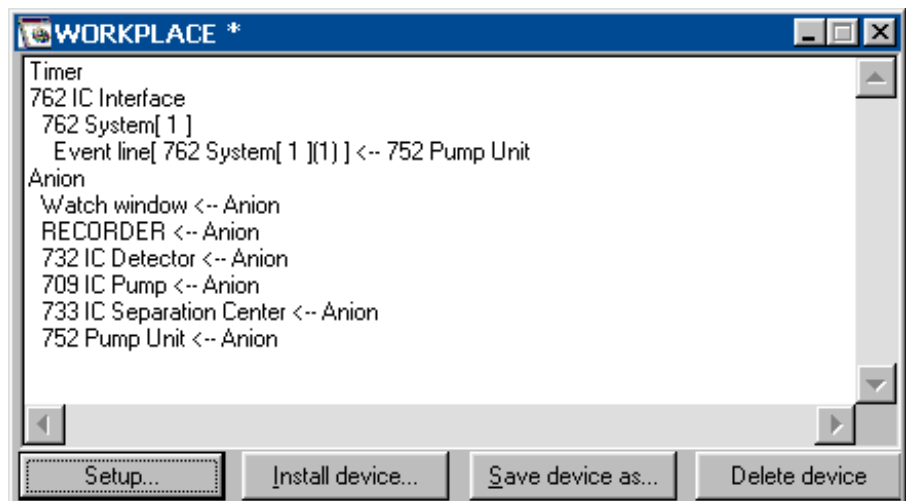 WORKPLACE *
Timer
762 IC Interface
762 System[ 1 ]
Event line[ 762 System[ 1 ](1) ] <-- 752 Pump Unit
Anion
Watch window <-- Anion
RECORDER <-- Anion
732 IC Detector <-- Anion
709 IC Pump <-- Anion
733 IC Separation Center <-- Anion
752 Pump Unit <-- Anion
Setup... Install device... Save device as... Delete device